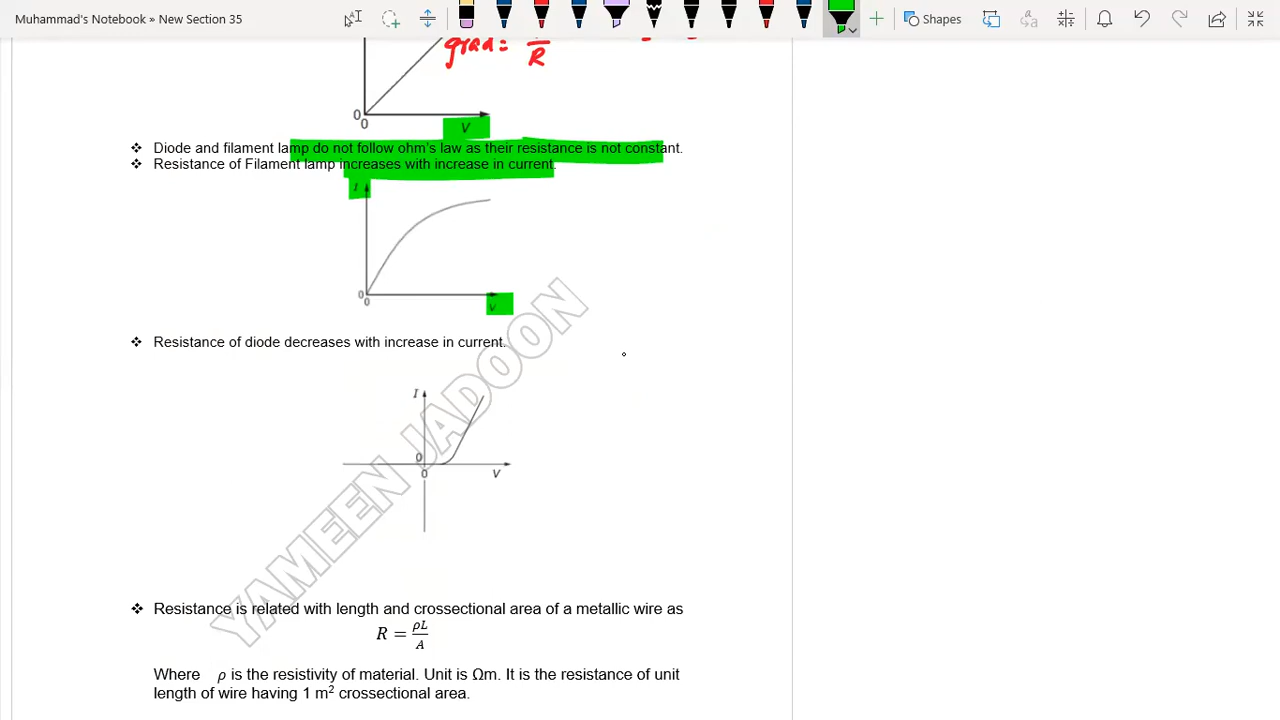 Muhammad's Notebook » New Section 35
Shapes
grad =
R
0
0
V
❖ Diode and filament lamp do not follow ohm's law as their resistance is not constant.
❖ Resistance of Filament lamp increases with increase in current.
I
0
0
V
❖ Resistance of diode decreases with increase in current.
I
0
0
V
YAMEEN JADOON
❖ Resistance is related with length and crossectional area of a metallic wire as
R = ρL/A
Where ρ is the resistivity of material. Unit is Ωm. It is the resistance of unit
length of wire having 1 m² crossectional area.